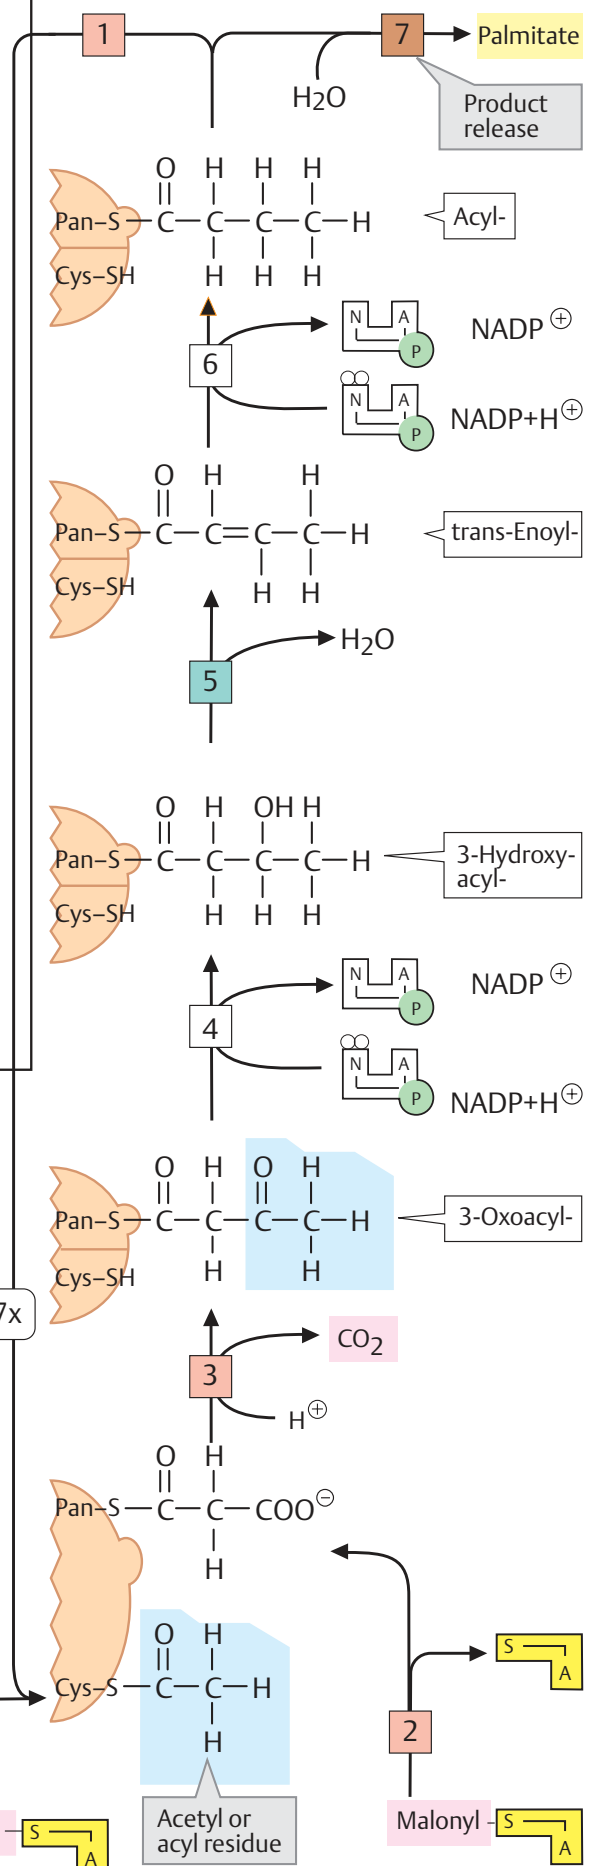 1
7
Palmitate
H2O
Product
release
O H H H
Pan–S–C–C–C–C–H
Cys–SH
H H H
Acyl-
N A
P
NADP ⊕
6
N A
P
NADP+H⊕
O H H
Pan–S–C–C=C–C–H
Cys–SH
H H
trans-Enoyl-
H2O
5
O H OH H
Pan–S–C–C–C–C–H
Cys–SH
H H H
3-Hydroxy-
acyl-
N A
P
NADP ⊕
4
N A
P
NADP+H⊕
O H O H
Pan–S–C–C–C–C–H
Cys–SH
H H
3-Oxoacyl-
7x
CO2
3
H⊕
O H
Pan–S–C–C–COO⊖
H
O H
Cys–S–C–C–H
H
S
A
2
Acetyl or
acyl residue
Malonyl – S
A
– S
A